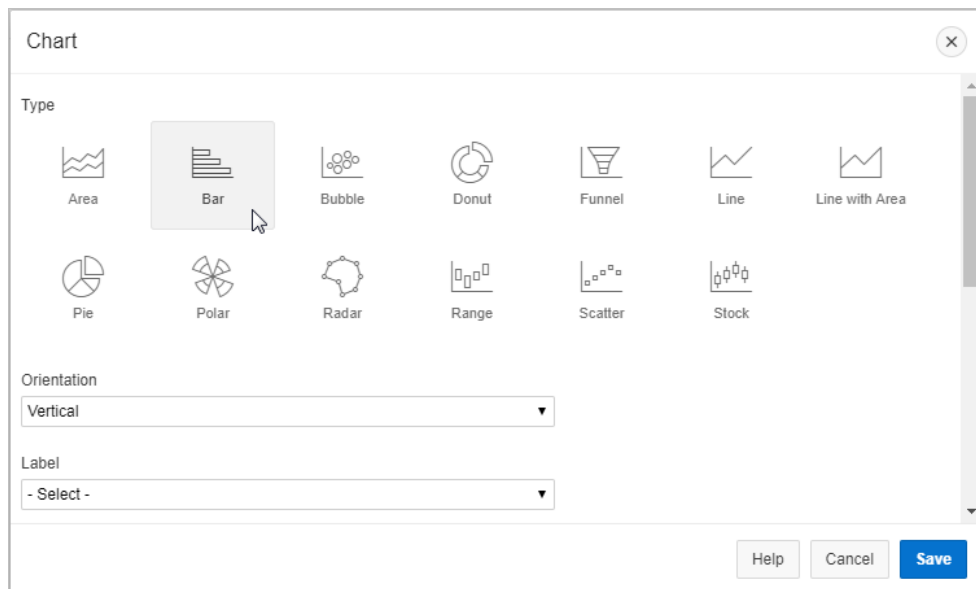 Chart
Type
Area Bar Bubble Donut Funnel Line Line with Area
Pie Polar Radar Range Scatter Stock
Orientation
Vertical
Label
- Select -
Help Cancel Save